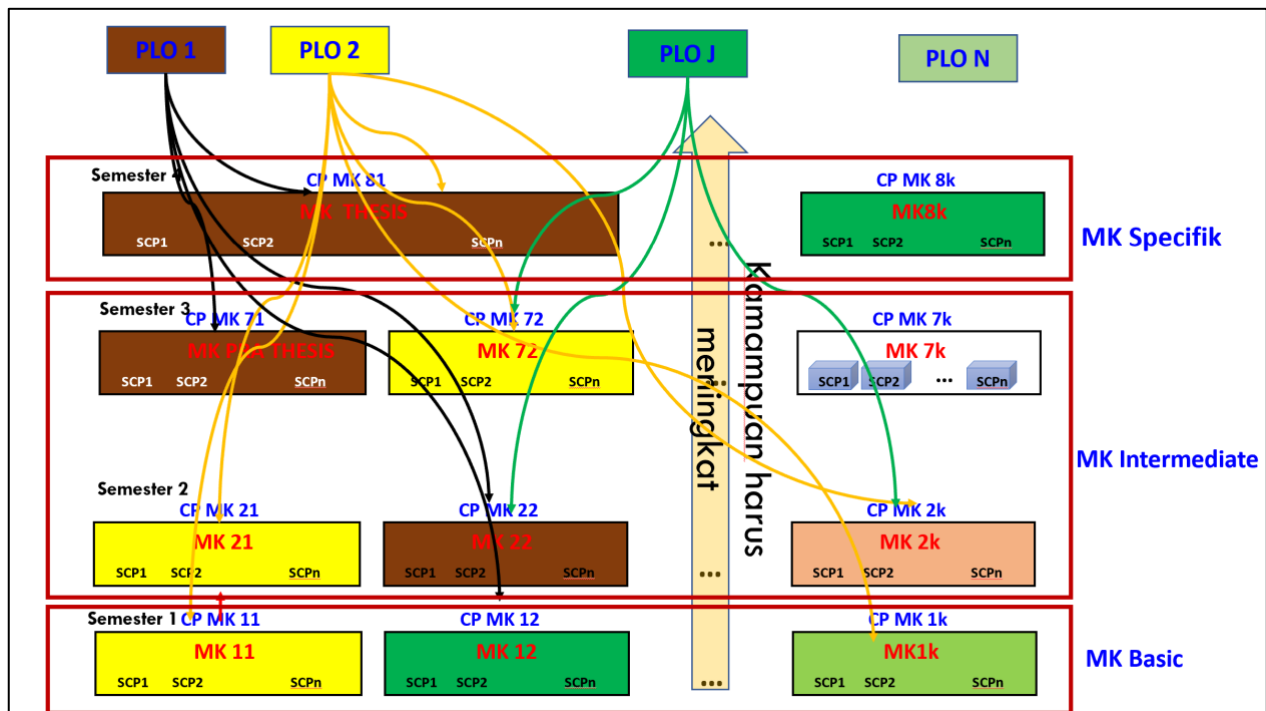 PLO 1
PLO 2
PLO J
PLO N
Semester 4
CP MK 81
CP MK 8k
MK THESIS
MK8k
SCP1 SCP2 SCPn
...
SCP1 SCP2 SCPn
MK Specifik
Semester 3
CP MK 71
CP MK 72
CP MK 7k
MK PRA THESIS
MK 72
MK 7k
SCP1 SCP2 SCPn
SCP1 SCP2 SCPn
...
SCP1 SCP2 ... SCPn
Kamampuan harus
meningkat
MK Intermediate
Semester 2
CP MK 21
CP MK 22
CP MK 2k
MK 21
MK 22
MK 2k
SCP1 SCP2 SCPn
SCP1 SCP2 SCPn
...
SCP1 SCP2 SCPn
Semester 1
CP MK 11
CP MK 12
CP MK 1k
MK 11
MK 12
MK1k
MK Basic
SCP1 SCP2 SCPn
SCP1 SCP2 SCPn
...
SCP1 SCP2 SCPn